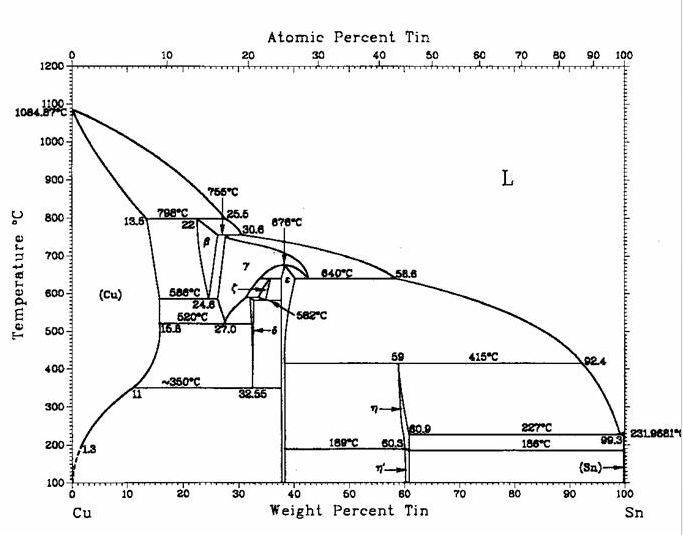 Atomic Percent Tin
0 10 20 30 40 50 60 70 80 90 100
1200
1100
1084.87°C
1000
L
900
755°C
800
798°C
25.5
676°C
13.5
22
30.6
β
700
γ
640°C
58.6
ε
ζ
600
(Cu)
586°C
24.6
582°C
520°C
500
15.8
27.0
δ
59
415°C
92.4
400
~350°C
11
32.55
300
η
60.9
227°C
231.9681°C
99.3
200
1.3
189°C
60.3
186°C
η'
(Sn)
100
Temperature °C
0 10 20 30 40 50 60 70 80 90 100
Cu
Weight Percent Tin
Sn